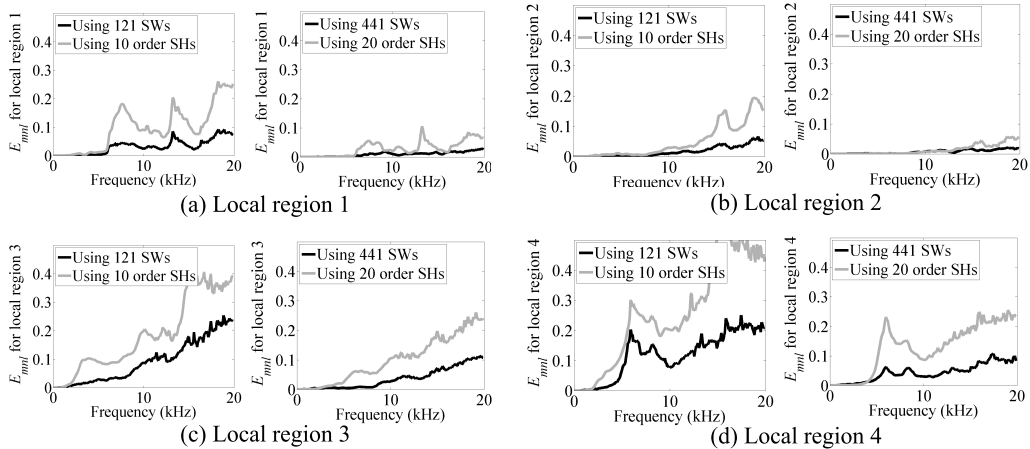 E_mnl for local region 1
0.4
0.3
0.2
0.1
0
Using 121 SWs
Using 10 order SHs
0 10 20
Frequency (kHz)
E_mnl for local region 1
0.4
0.3
0.2
0.1
0
Using 441 SWs
Using 20 order SHs
0 10 20
Frequency (kHz)
(a) Local region 1
E_mnl for local region 2
0.4
0.3
0.2
0.1
0
Using 121 SWs
Using 10 order SHs
0 10 20
Frequency (kHz)
E_mnl for local region 2
0.4
0.3
0.2
0.1
0
Using 441 SWs
Using 20 order SHs
0 10 20
Frequency (kHz)
(b) Local region 2
E_mnl for local region 3
0.4
0.3
0.2
0.1
0
Using 121 SWs
Using 10 order SHs
0 10 20
Frequency (kHz)
E_mnl for local region 3
0.4
0.3
0.2
0.1
0
Using 441 SWs
Using 20 order SHs
0 10 20
Frequency (kHz)
(c) Local region 3
E_mnl for local region 4
0.4
0.3
0.2
0.1
0
Using 121 SWs
Using 10 order SHs
0 10 20
Frequency (kHz)
E_mnl for local region 4
0.4
0.3
0.2
0.1
0
Using 441 SWs
Using 20 order SHs
0 10 20
Frequency (kHz)
(d) Local region 4